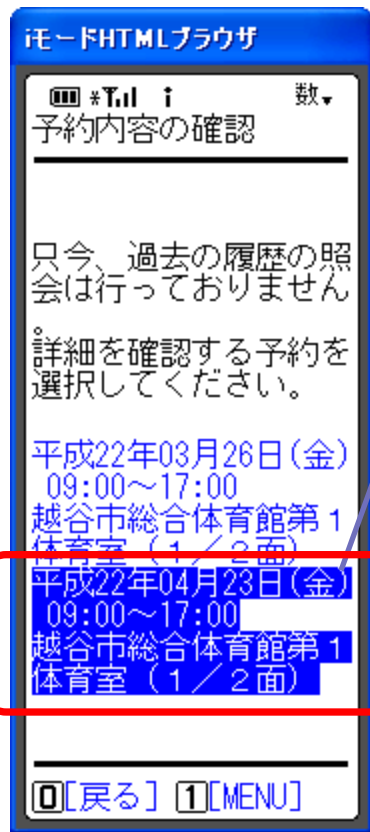 iモードHTMLブラウザ
数▼
予約内容の確認
只今、過去の履歴の照
会は行っておりません
。
詳細を確認する予約を
選択してください。
平成22年03月26日(金)
09:00～17:00
越谷市総合体育館第１
体育室（１／２面）
平成22年04月23日(金)
09:00～17:00
越谷市総合体育館第１
体育室（１／２面）
0[戻る] 1[MENU]